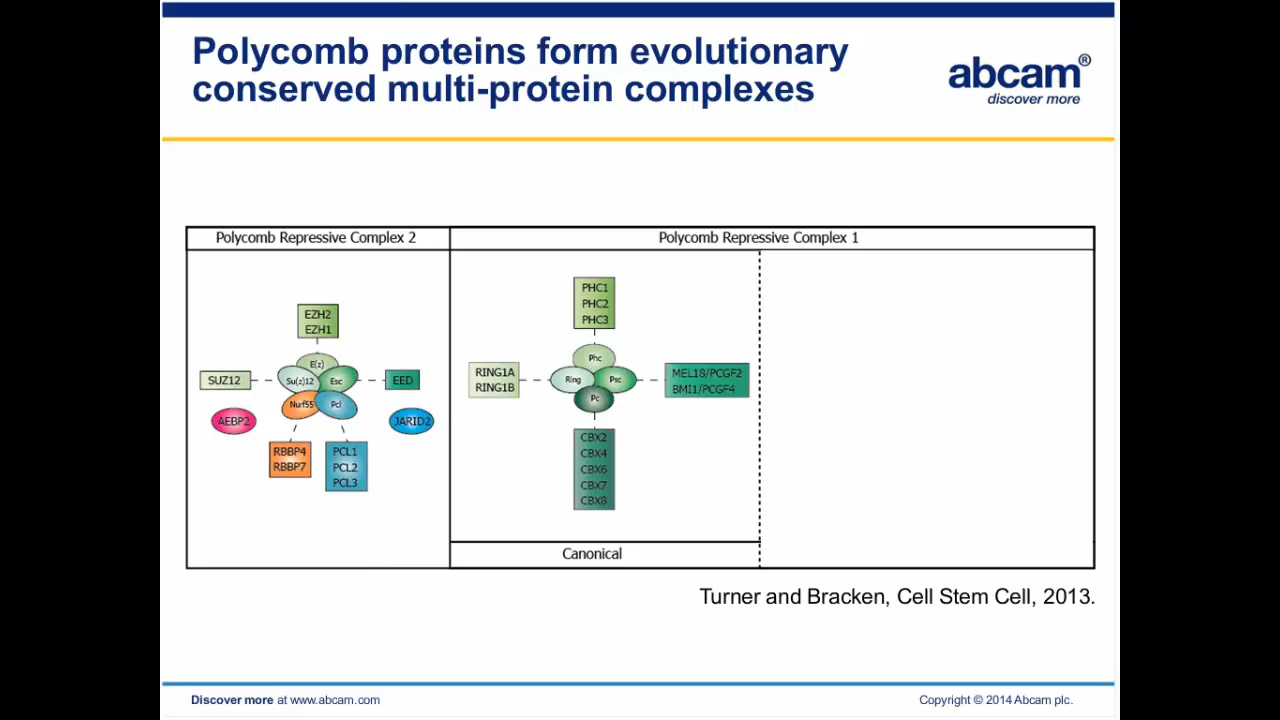 Polycomb proteins form evolutionary
conserved multi-protein complexes
abcam®
discover more
Polycomb Repressive Complex 2
Polycomb Repressive Complex 1
EZH2
EZH1
E(z)
SUZ12
Su(z)12
Esc
EED
Nurf55
Pcl
AEBP2
JARID2
RBBP4
RBBP7
PCL1
PCL2
PCL3
PHC1
PHC2
PHC3
Phc
RING1A
RING1B
Ring
Psc
MEL18/PCGF2
BMI1/PCGF4
Pc
CBX2
CBX4
CBX6
CBX7
CBX8
Canonical
Turner and Bracken, Cell Stem Cell, 2013.
Discover more at www.abcam.com
Copyright © 2014 Abcam plc.